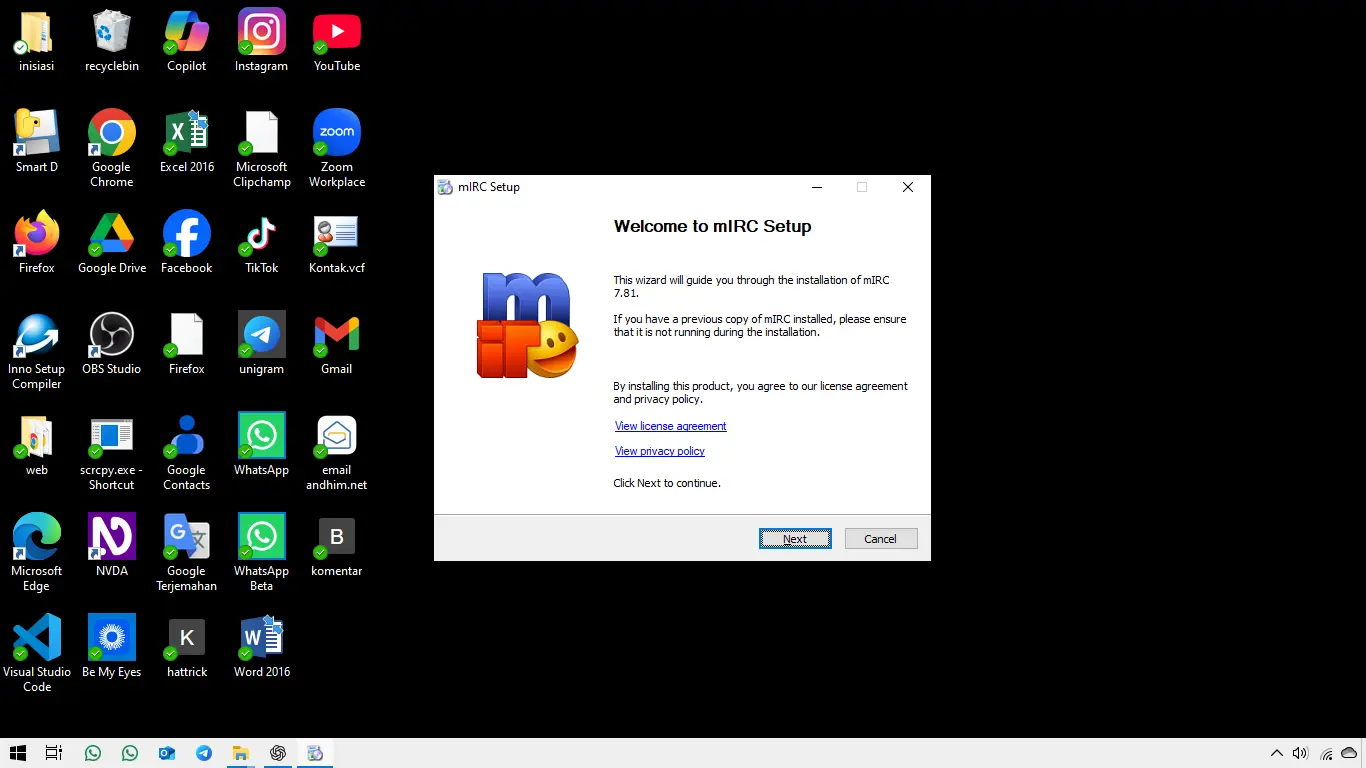 inisiasi
recyclebin
Copilot
Instagram
YouTube
Smart D
Google
Chrome
Excel 2016
Microsoft
Clipchamp
zoom
Zoom
Workplace
Firefox
Google Drive
Facebook
TikTok
Kontak.vcf
Inno Setup
Compiler
OBS Studio
Firefox
unigram
Gmail
web
scrcpy.exe -
Shortcut
Google
Contacts
WhatsApp
email
andhim.net
Microsoft
Edge
NVDA
Google
Terjemahan
WhatsApp
Beta
B
komentar
Visual Studio
Code
Be My Eyes
K
hattrick
Word 2016
mIRC Setup
Welcome to mIRC Setup
This wizard will guide you through the installation of mIRC
7.81.
If you have a previous copy of mIRC installed, please ensure
that it is not running during the installation.
By installing this product, you agree to our license agreement
and privacy policy.
View license agreement
View privacy policy
Click Next to continue.
Next
Cancel